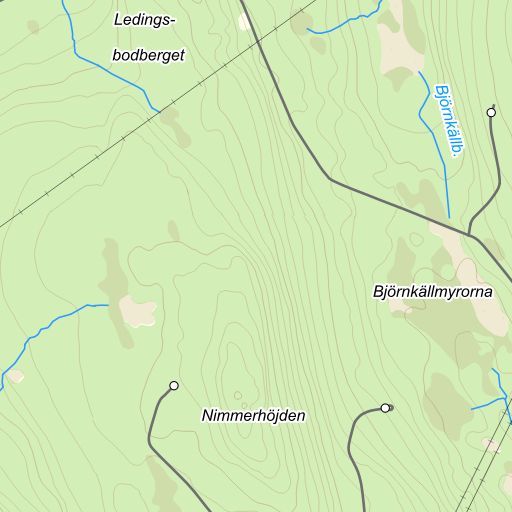 Ledings-
bodberget
Björnkällb.
Björnkällmyrorna
Nimmerhöjden